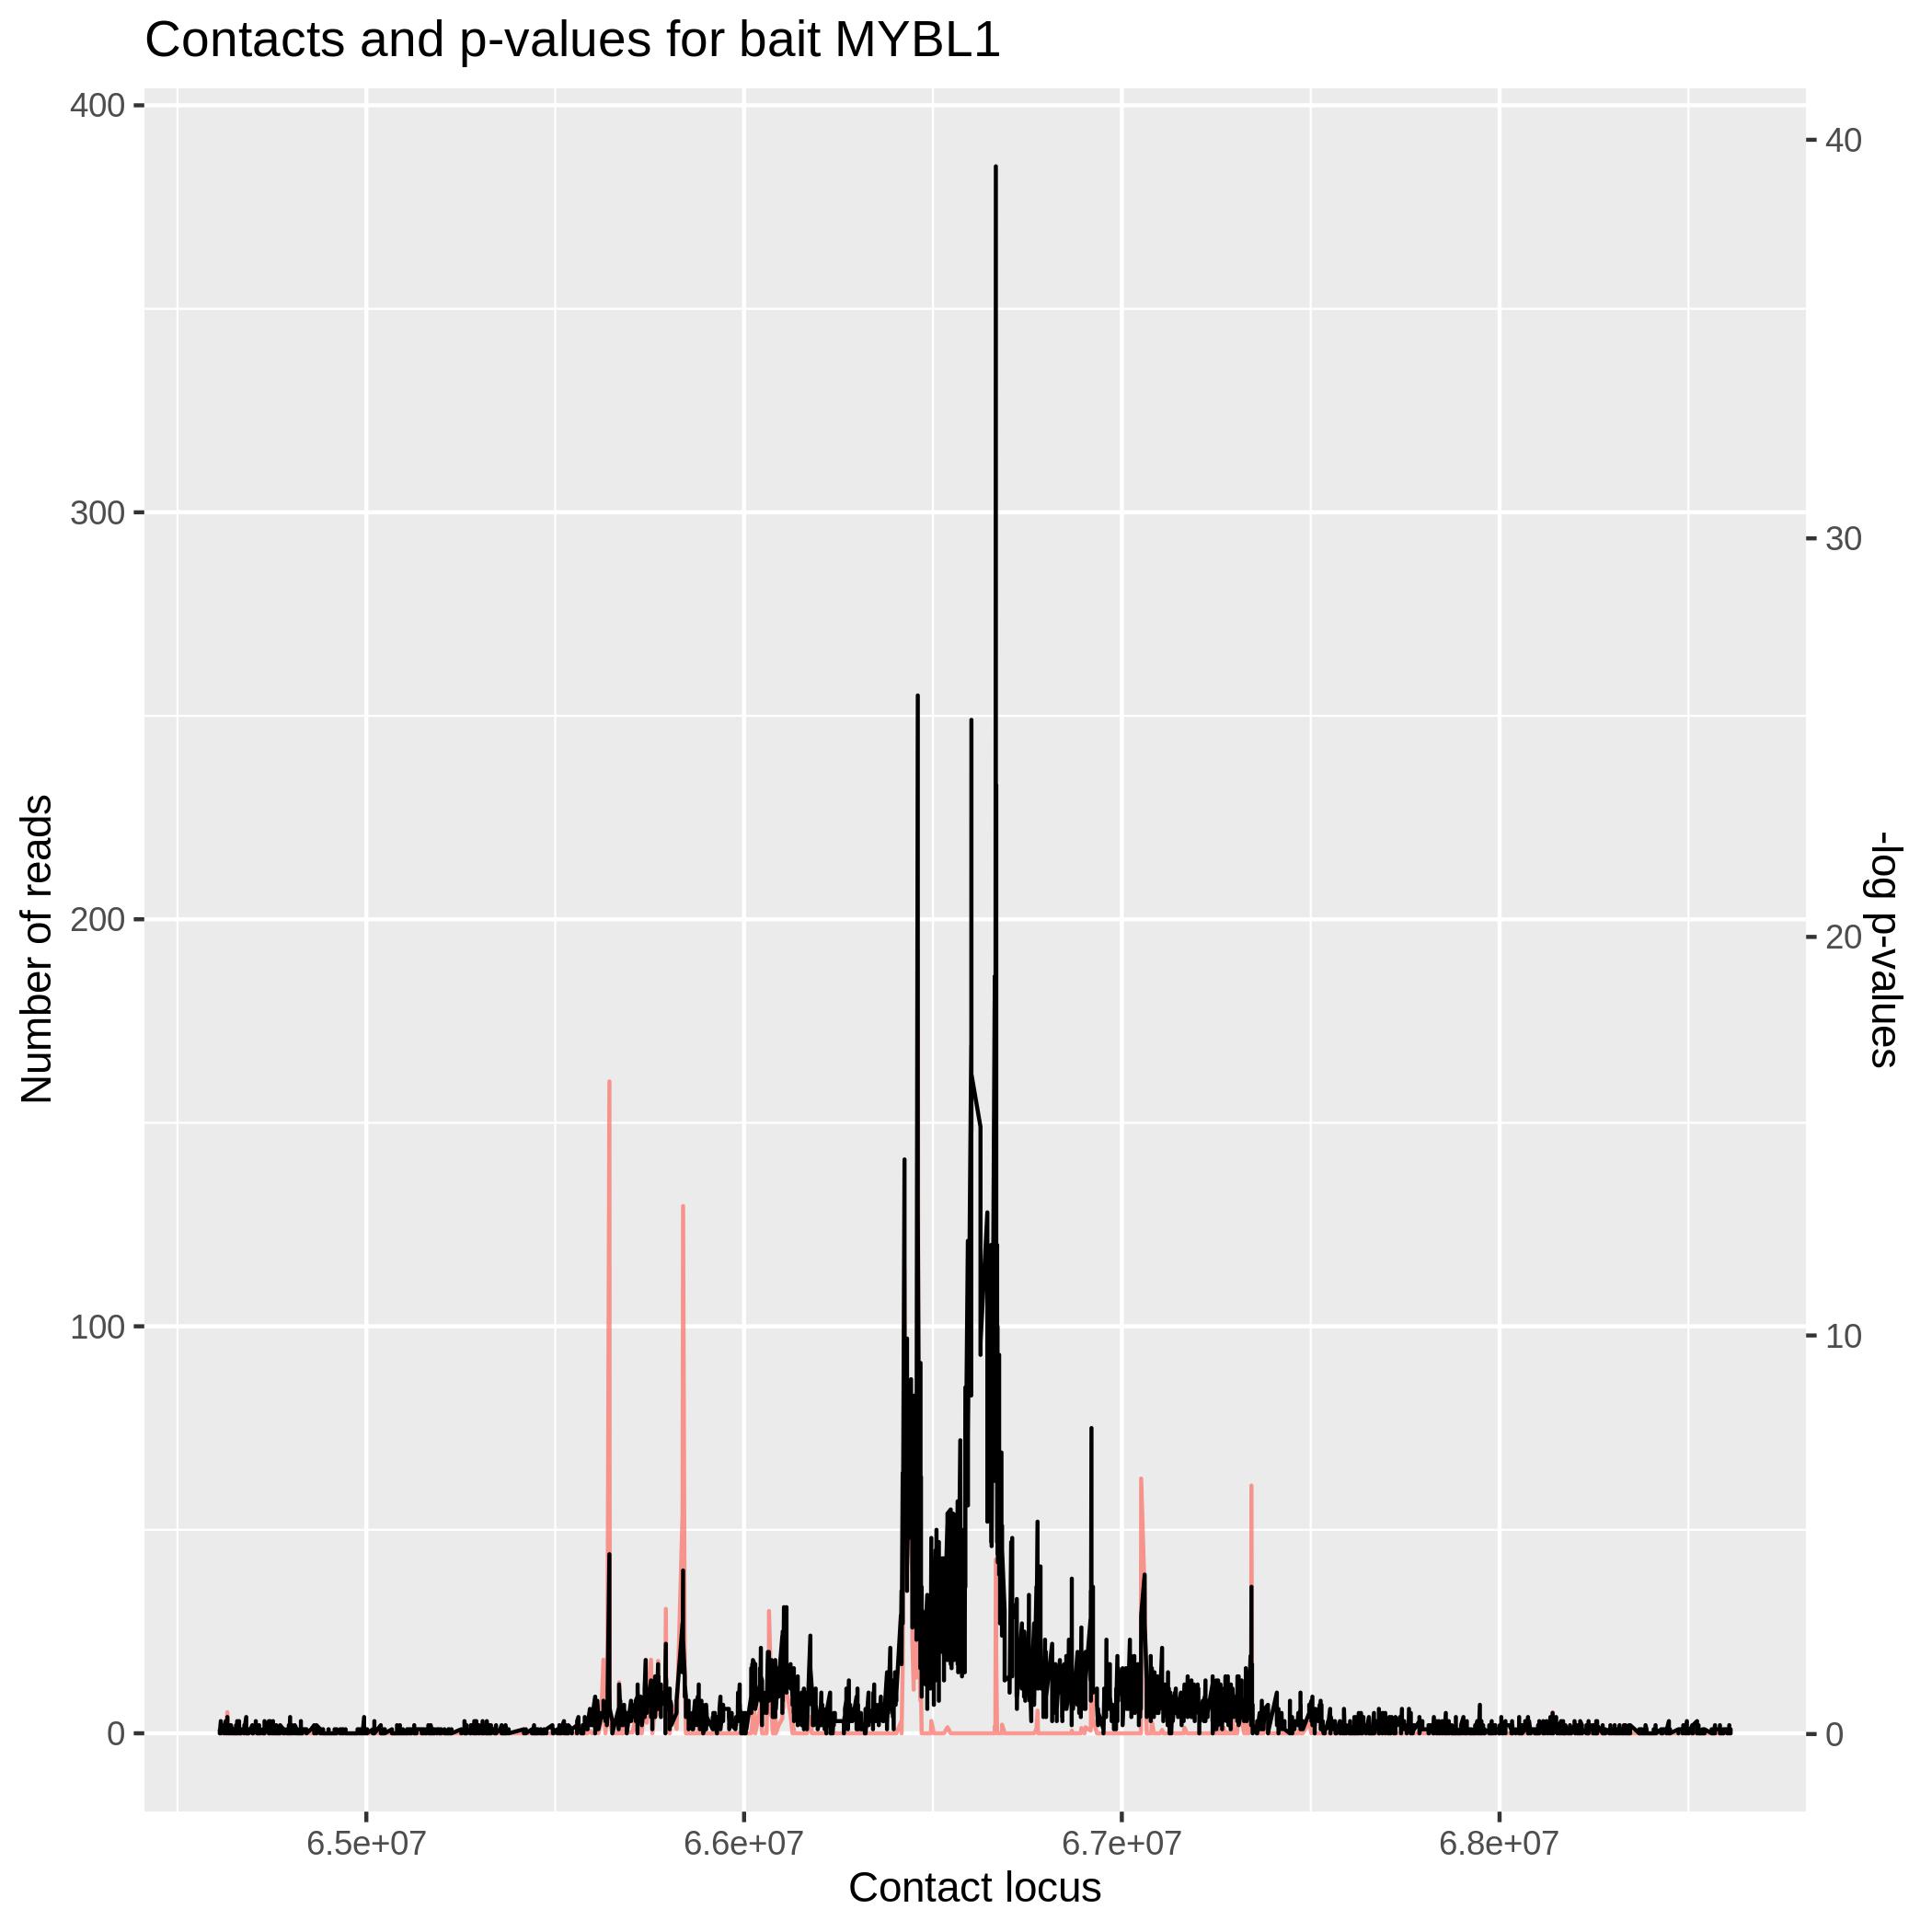 Contacts and p-values for bait MYBL1
400
300
200
100
0
Number of reads
40
30
20
10
0
-log p-values
6.5e+07
6.6e+07
6.7e+07
6.8e+07
Contact locus